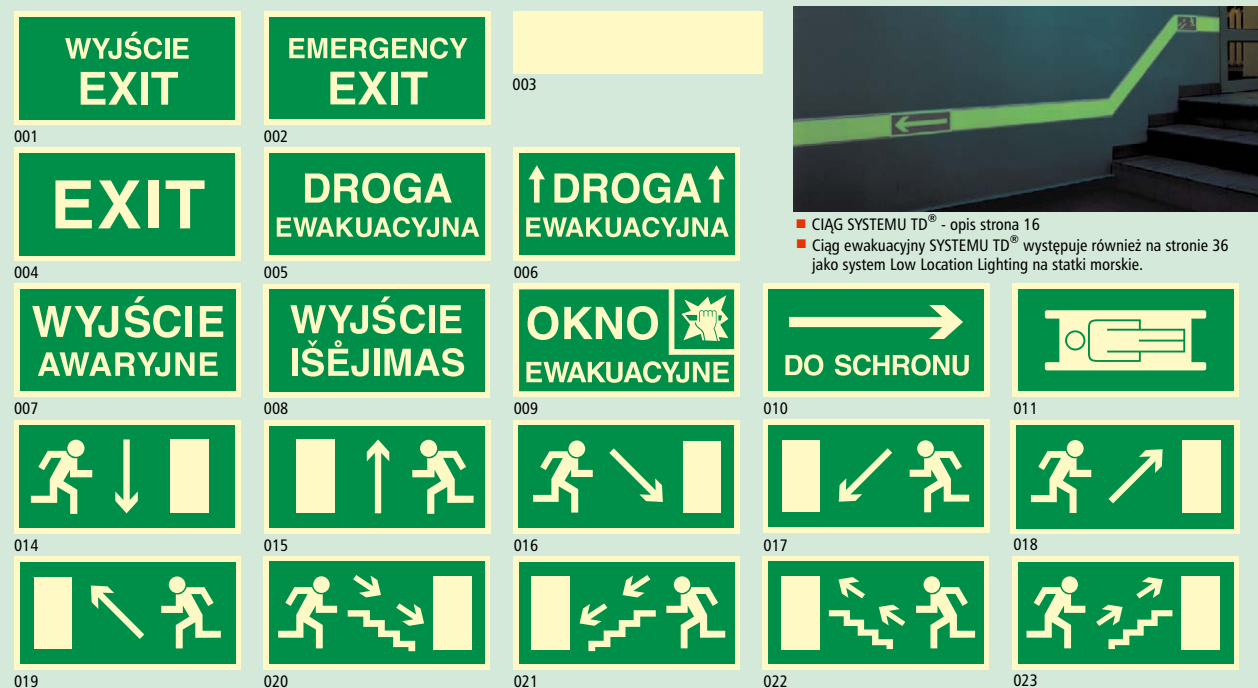 WYJŚCIE
EXIT
001
EMERGENCY
EXIT
002
003
EXIT
004
DROGA
EWAKUACYJNA
005
↑DROGA↑
EWAKUACYJNA
006
■ CIĄG SYSTEMU TD® - opis strona 16
■ Ciąg ewakuacyjny SYSTEMU TD® występuje również na stronie 36
jako system Low Location Lighting na statki morskie.
WYJŚCIE
AWARYJNE
007
WYJŚCIE
IŠĖJIMAS
008
OKNO
EWAKUACYJNE
009
DO SCHRONU
010
011
014
015
016
017
018
019
020
021
022
023